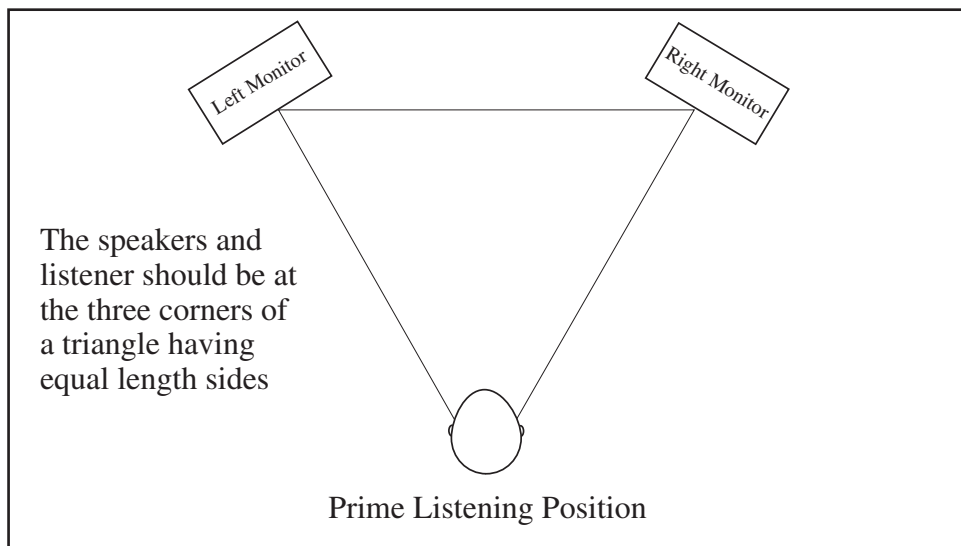 Left Monitor
Right Monitor
The speakers and
listener should be at
the three corners of
a triangle having
equal length sides
Prime Listening Position